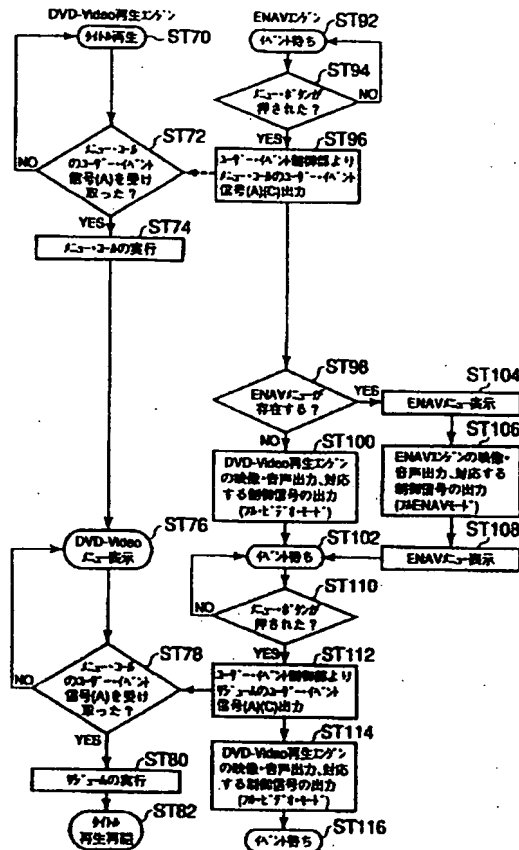 DVD-Video再生エンジン
タイトル再生
ST70
ST72
メニュー・コール
のユーザー・イベント
信号(A)を受け
取った?
NO
YES
ST74
メニュー・コールの実行
ST76
DVD-Video
メニュー表示
ST78
メニュー・コール
のユーザー・イベント
信号(A)を受け
取った?
NO
YES
ST80
リジュームの実行
ST82
タイトル
再生再開
ENAVエンジン
イベント待ち
ST92
ST94
メニュー・ボタンが
押された?
NO
YES
ST96
ユーザー・イベント制御部より
メニュー・コールのユーザー・イベント
信号(A)(C)出力
ST98
ENAVメニューが
存在する?
YES
NO
ST100
DVD-Video再生エンジン
の映像・音声出力、対応
する制御信号の出力
(フル・ビデオ・モード)
ST102
イベント待ち
ST104
ENAVメニュー表示
ST106
ENAVエンジンの映像・
音声出力、対応する
制御信号の出力
(フルENAVモード)
ST108
ENAVメニュー表示
ST110
メニュー・ボタンが
押された?
NO
YES
ST112
ユーザー・イベント制御部より
リジュームのユーザー・イベント
信号(A)(C)出力
ST114
DVD-Video再生エンジン
の映像・音声出力、対応
する制御信号の出力
(フル・ビデオ・モード)
イベント待ち
ST116